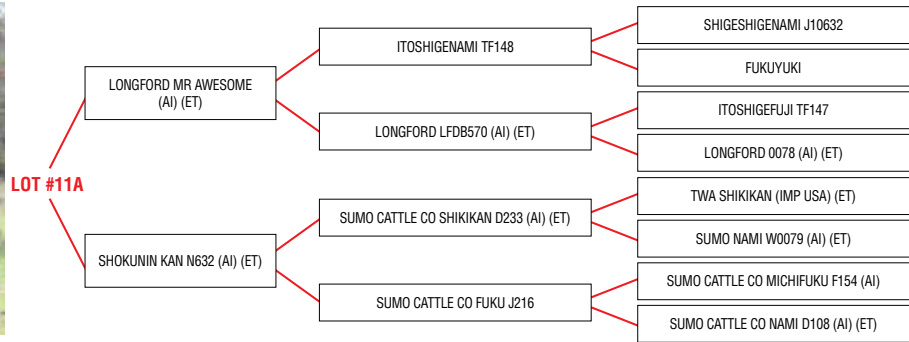 LOT #11A
LONGFORD MR AWESOME
(AI) (ET)
SHOKUNIN KAN N632 (AI) (ET)
ITOSHIGENAMI TF148
LONGFORD LFDB570 (AI) (ET)
SUMO CATTLE CO SHIKIKAN D233 (AI) (ET)
SUMO CATTLE CO FUKU J216
SHIGESHIGENAMI J10632
FUKUYUKI
ITOSHIGEFUJI TF147
LONGFORD 0078 (AI) (ET)
TWA SHIKIKAN (IMP USA) (ET)
SUMO NAMI W0079 (AI) (ET)
SUMO CATTLE CO MICHIFUKU F154 (AI)
SUMO CATTLE CO NAMI D108 (AI) (ET)